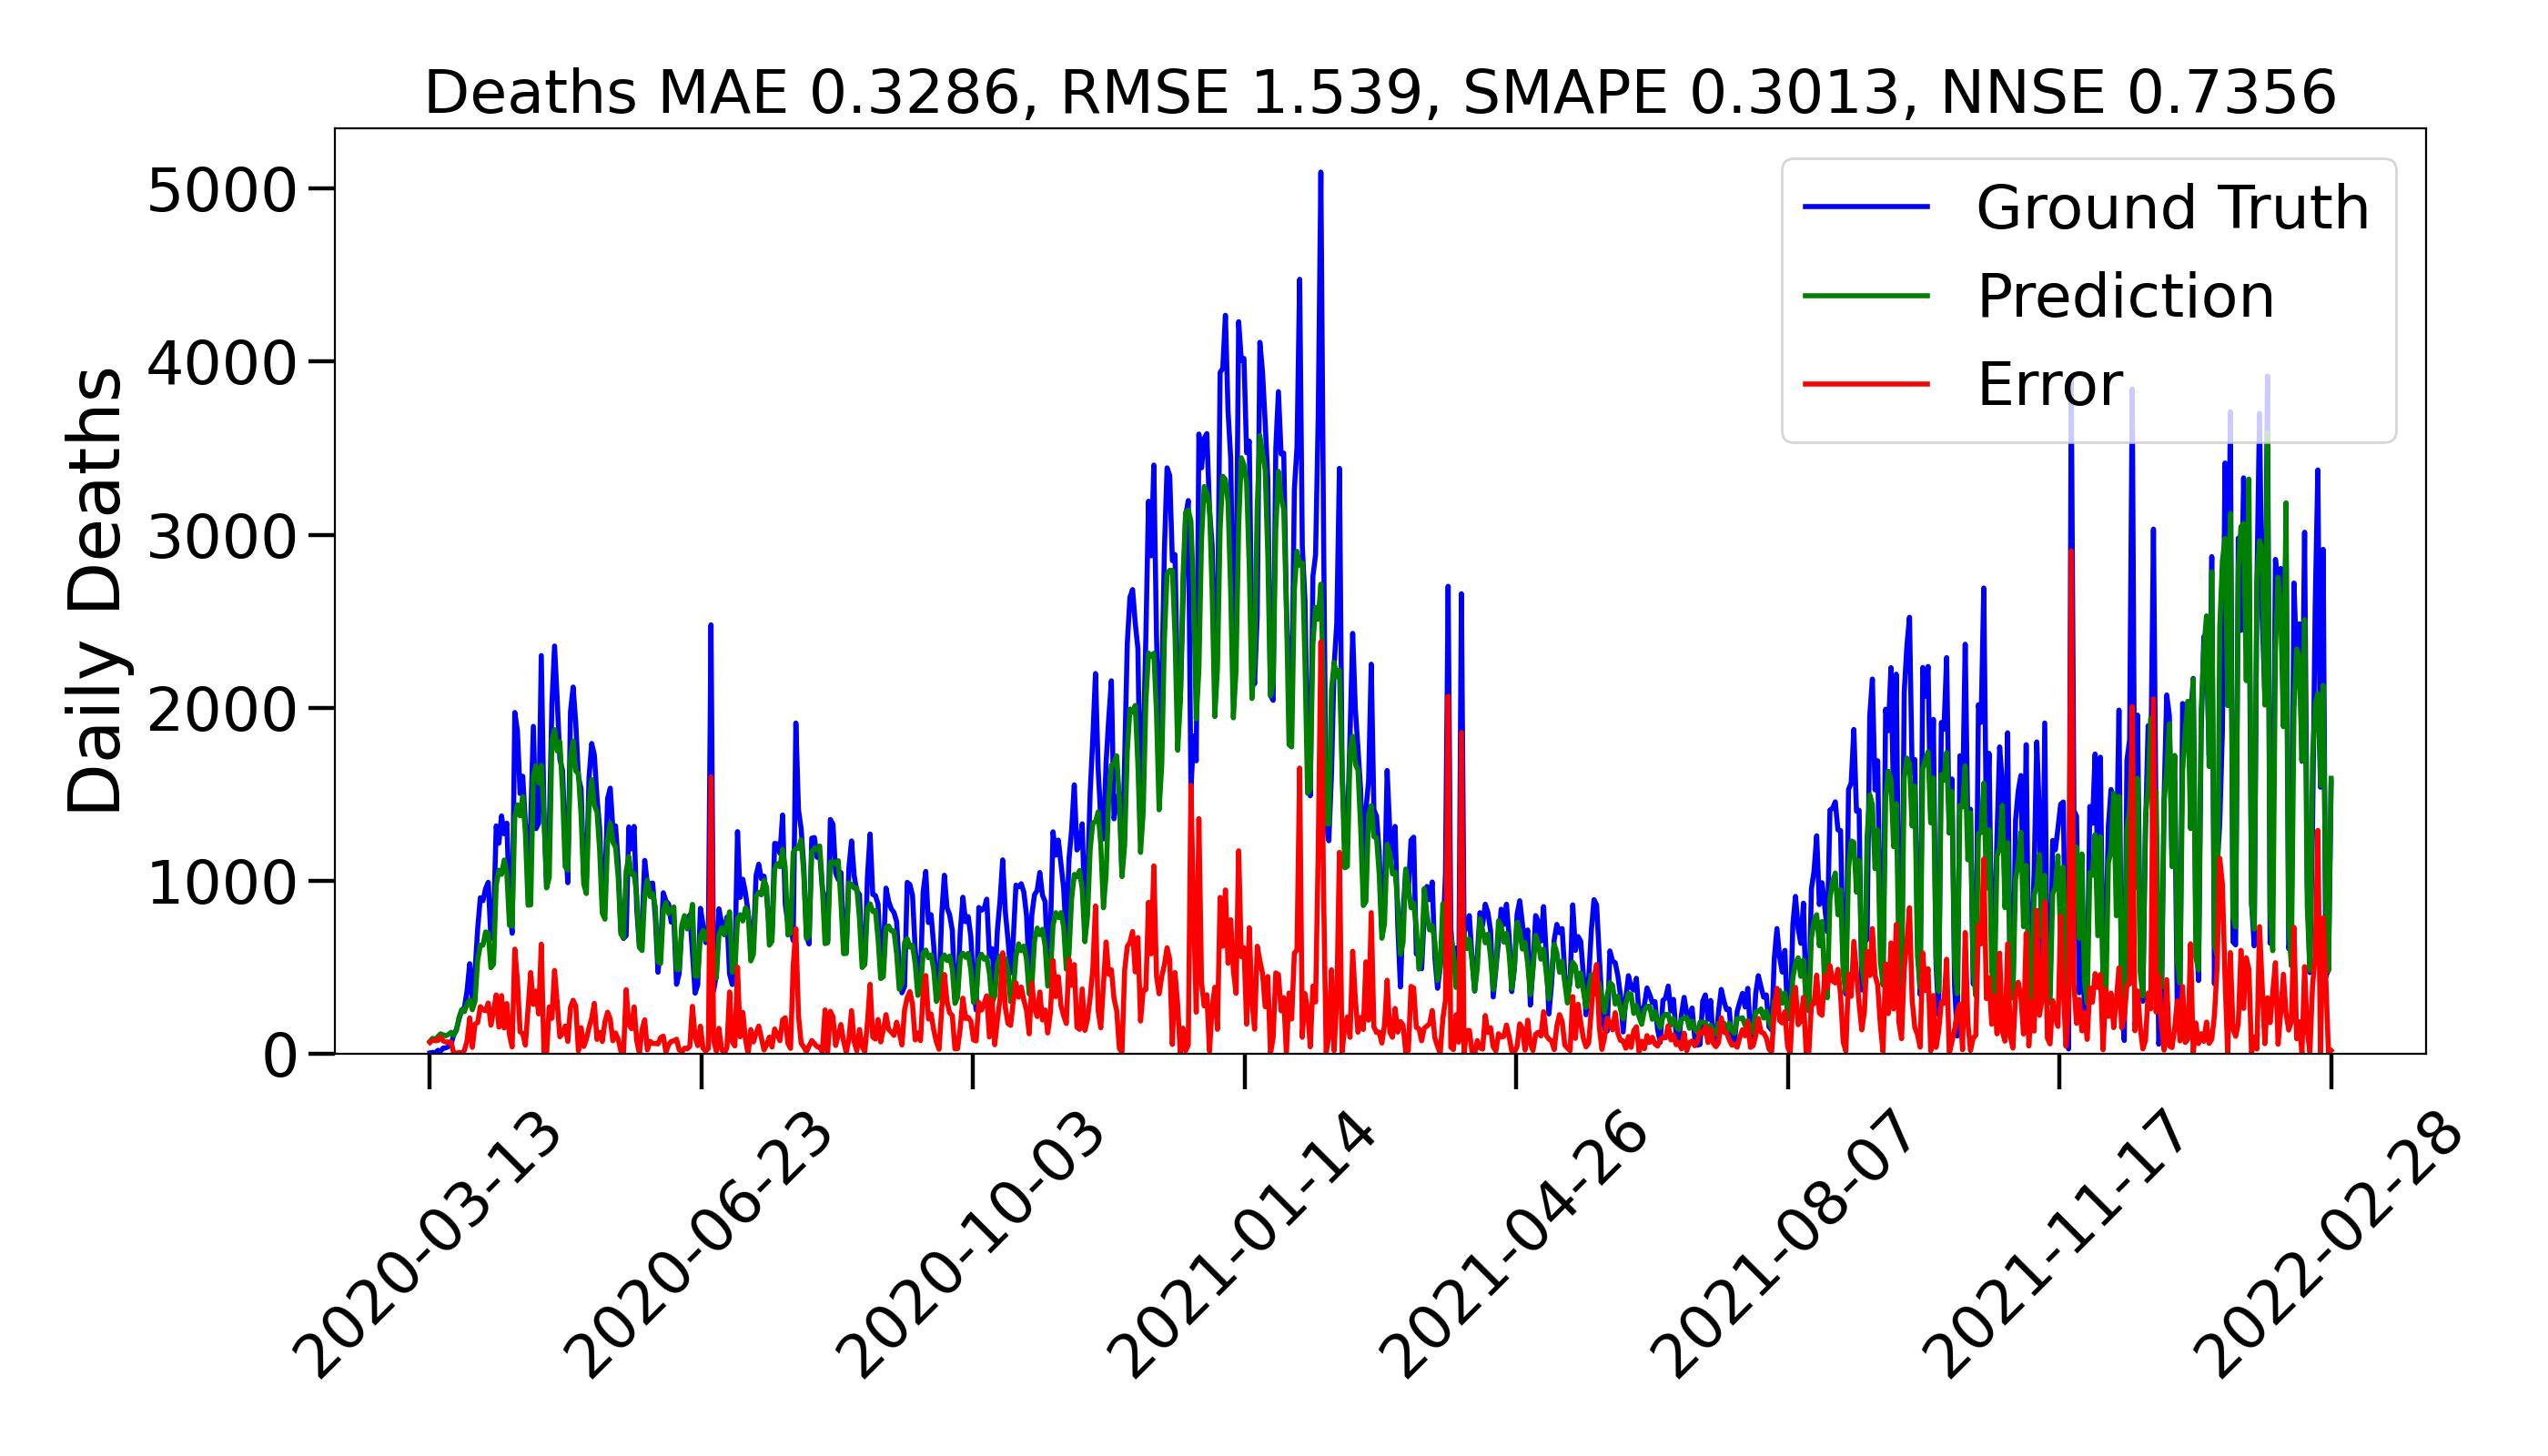 Deaths MAE 0.3286, RMSE 1.539, SMAPE 0.3013, NNSE 0.7356
Daily Deaths
5000
4000
3000
2000
1000
0
Ground Truth
Prediction
Error
2020-03-13
2020-06-23
2020-10-03
2021-01-14
2021-04-26
2021-08-07
2021-11-17
2022-02-28